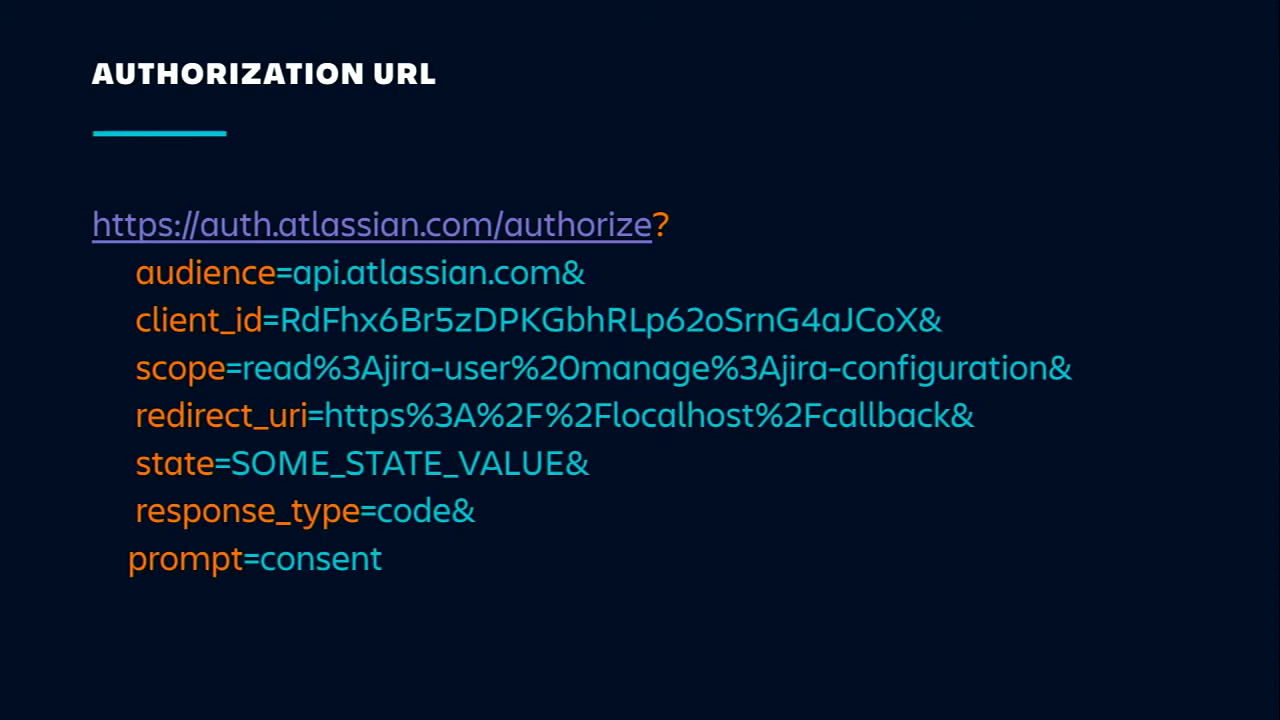 AUTHORIZATION URL
https://auth.atlassian.com/authorize?
audience=api.atlassian.com&
client_id=RdFhx6Br5zDPKGbhRLp62oSrnG4aJCoX&
scope=read%3Ajira-user%20manage%3Ajira-configuration&
redirect_uri=https%3A%2F%2Flocalhost%2Fcallback&
state=SOME_STATE_VALUE&
response_type=code&
prompt=consent